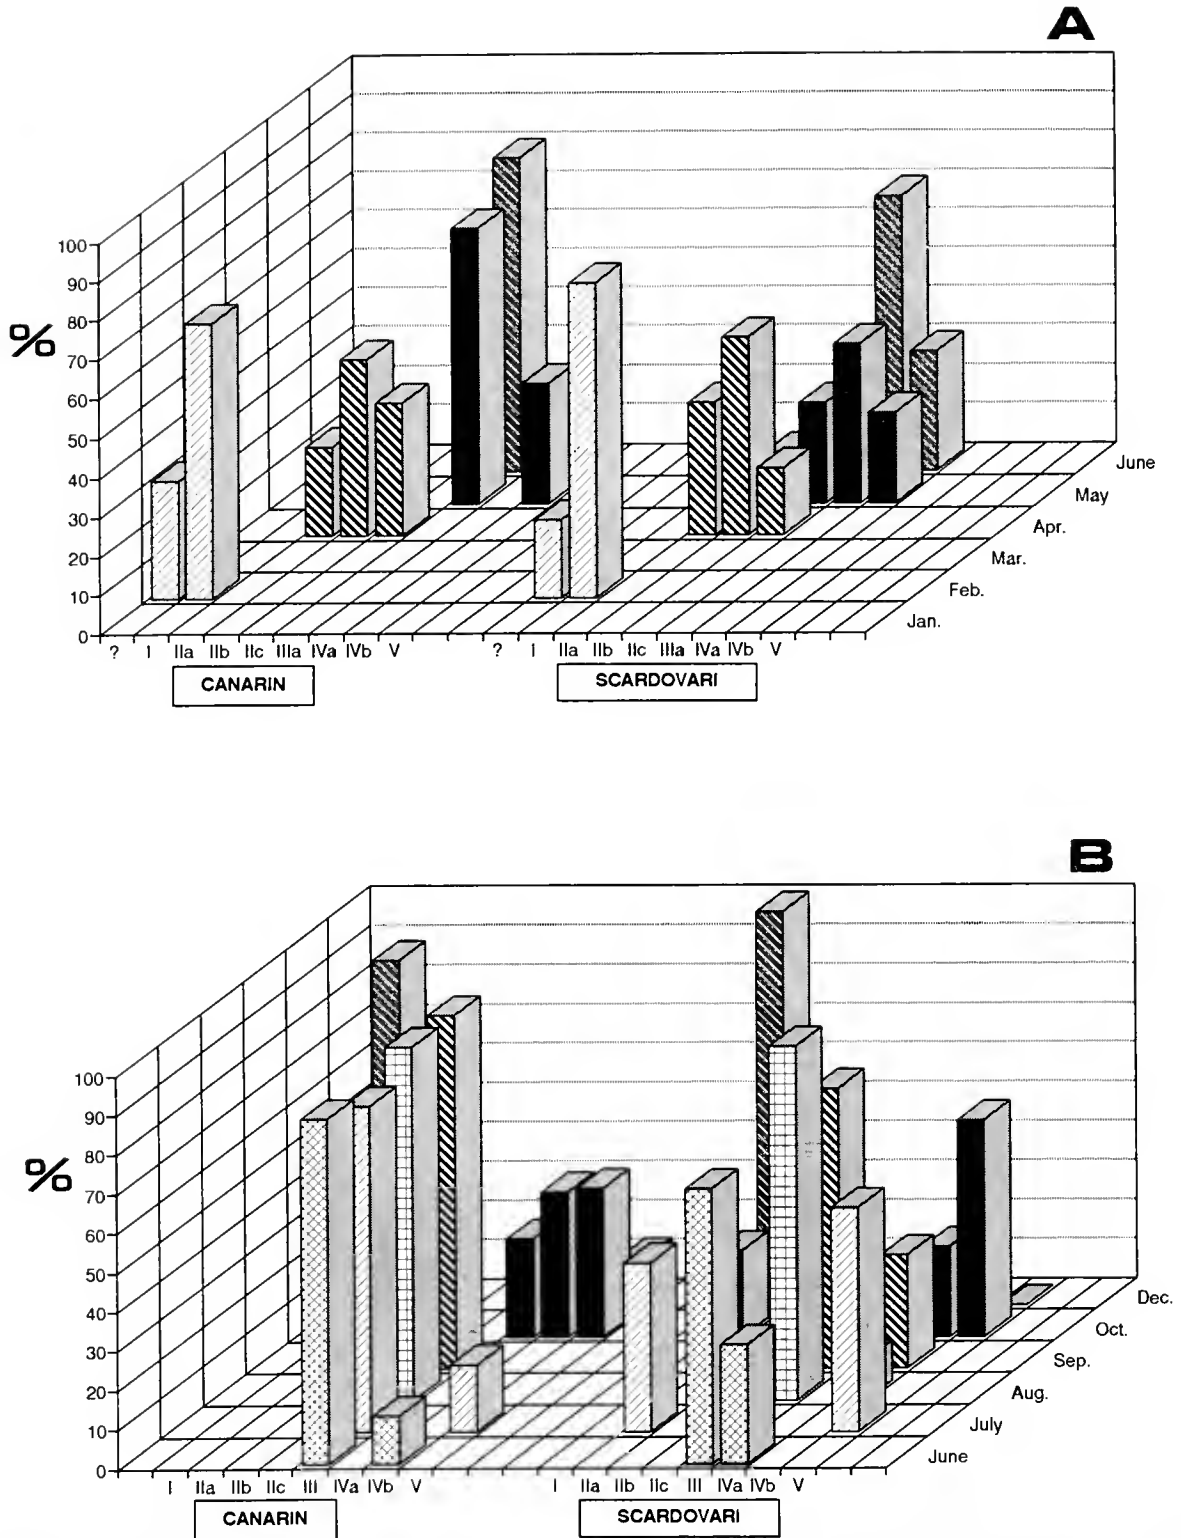 A
100
90
80
70
60
50
40
30
20
10
0
%
June
May
Apr.
Mar.
Feb.
Jan.
? I IIa IIb IIc IIIa IVa IVb V ? I IIa IIb IIc IIIa IVa IVb V
CANARIN SCARDOVARI
B
100
90
80
70
60
50
40
30
20
10
0
%
Dec.
Oct.
Sep.
Aug.
July
June
I IIa IIb IIc III IVa IVb V I IIa IIb IIc III IVa IVb V
CANARIN SCARDOVARI